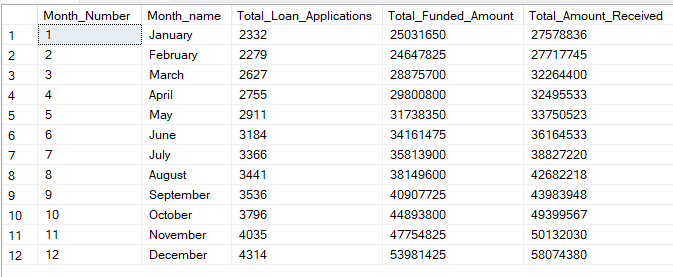 Month_Number Month_name Total_Loan_Applications Total_Funded_Amount Total_Amount_Received
1 1 January 2332 25031650 27578836
2 2 February 2279 24647825 27717745
3 3 March 2627 28875700 32264400
4 4 April 2755 29800800 32495533
5 5 May 2911 31738350 33750523
6 6 June 3184 34161475 36164533
7 7 July 3366 35813900 38827220
8 8 August 3441 38149600 42682218
9 9 September 3536 40907725 43983948
10 10 October 3796 44893800 49399567
11 11 November 4035 47754825 50132030
12 12 December 4314 53981425 58074380